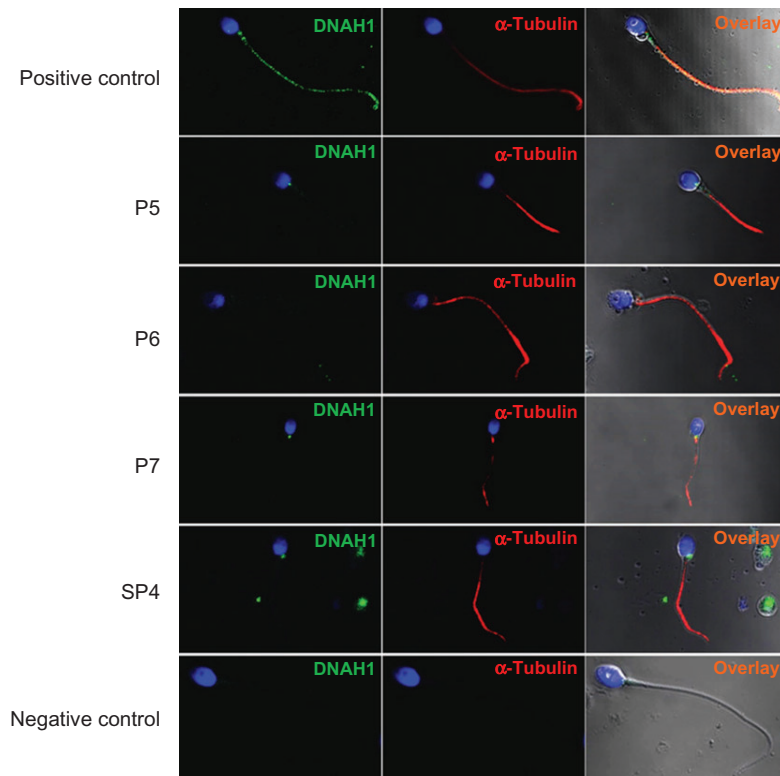 Positive control DNAH1 α-Tubulin Overlay
P5 DNAH1 α-Tubulin Overlay
P6 DNAH1 α-Tubulin Overlay
P7 DNAH1 α-Tubulin Overlay
SP4 DNAH1 α-Tubulin Overlay
Negative control DNAH1 α-Tubulin Overlay